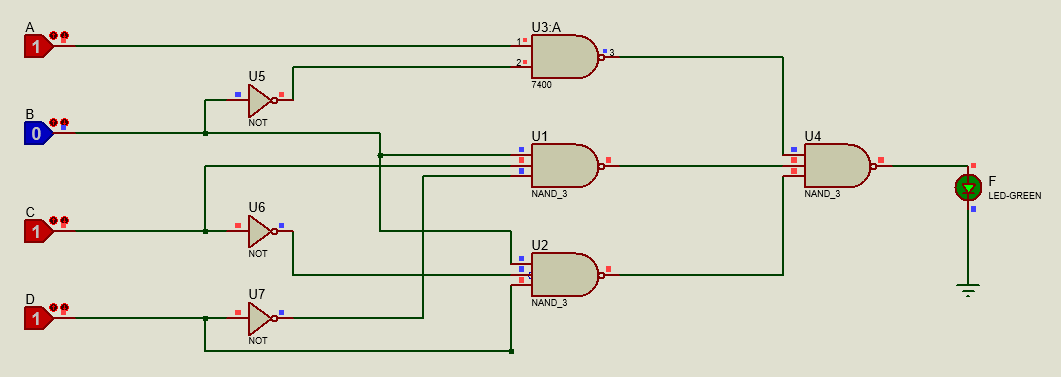 A
1
U3:A
1
2
3
7400
U5
NOT
B
0
U1
NAND_3
U4
NAND_3
F
LED-GREEN
C
1
U6
NOT
U2
NAND_3
D
1
U7
NOT